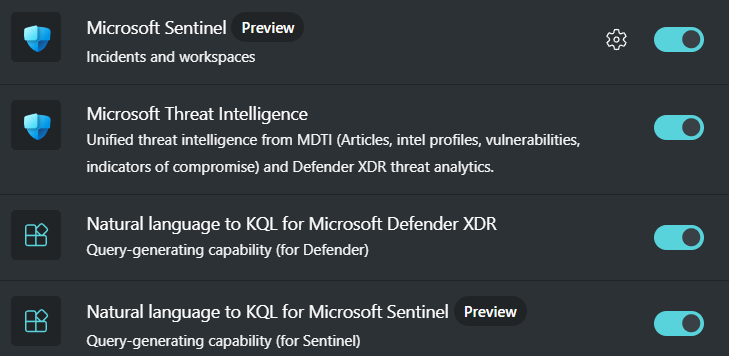 Microsoft Sentinel Preview
Incidents and workspaces
Microsoft Threat Intelligence
Unified threat intelligence from MDTI (Articles, intel profiles, vulnerabilities,
indicators of compromise) and Defender XDR threat analytics.
Natural language to KQL for Microsoft Defender XDR
Query-generating capability (for Defender)
Natural language to KQL for Microsoft Sentinel Preview
Query-generating capability (for Sentinel)